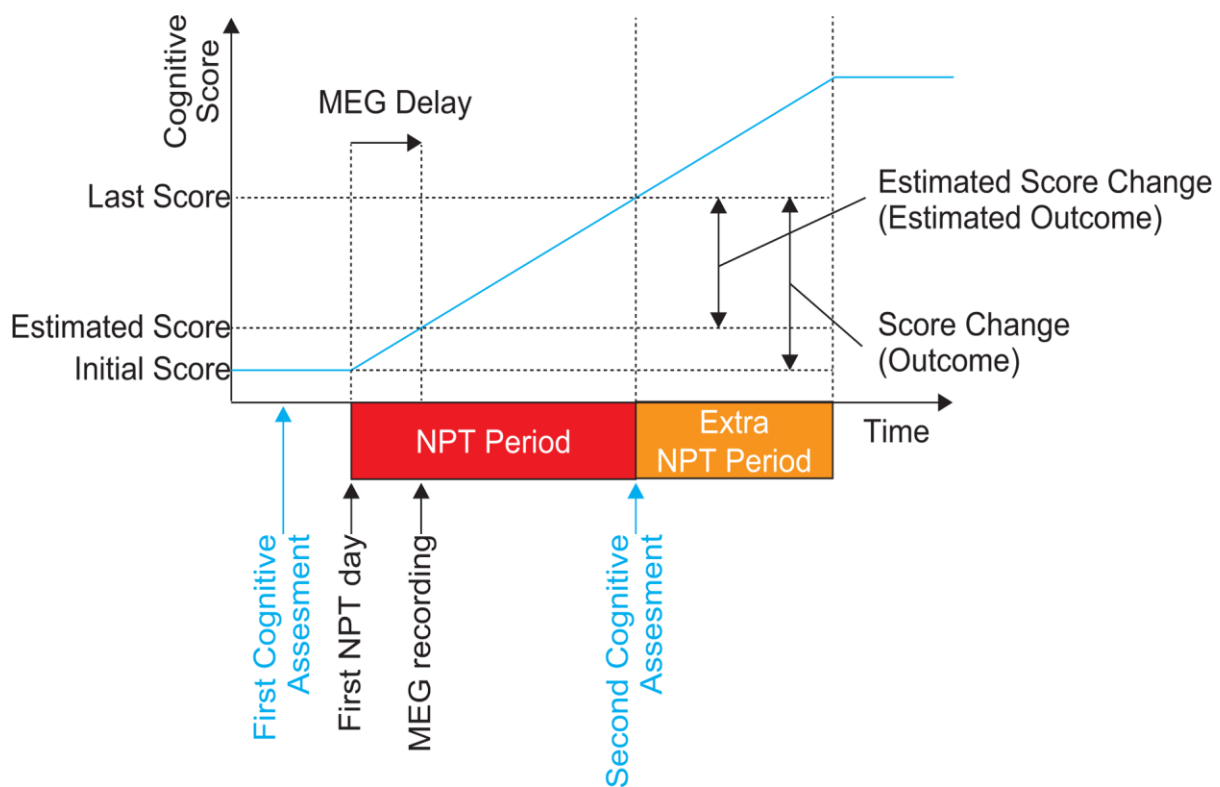 Cognitive
Score
MEG Delay
Last Score
Estimated Score Change
(Estimated Outcome)
Estimated Score
Score Change
(Outcome)
Initial Score
NPT Period
Extra
NPT Period
Time
First Cognitive
Assesment
First NPT day
MEG recording
Second Cognitive
Assesment